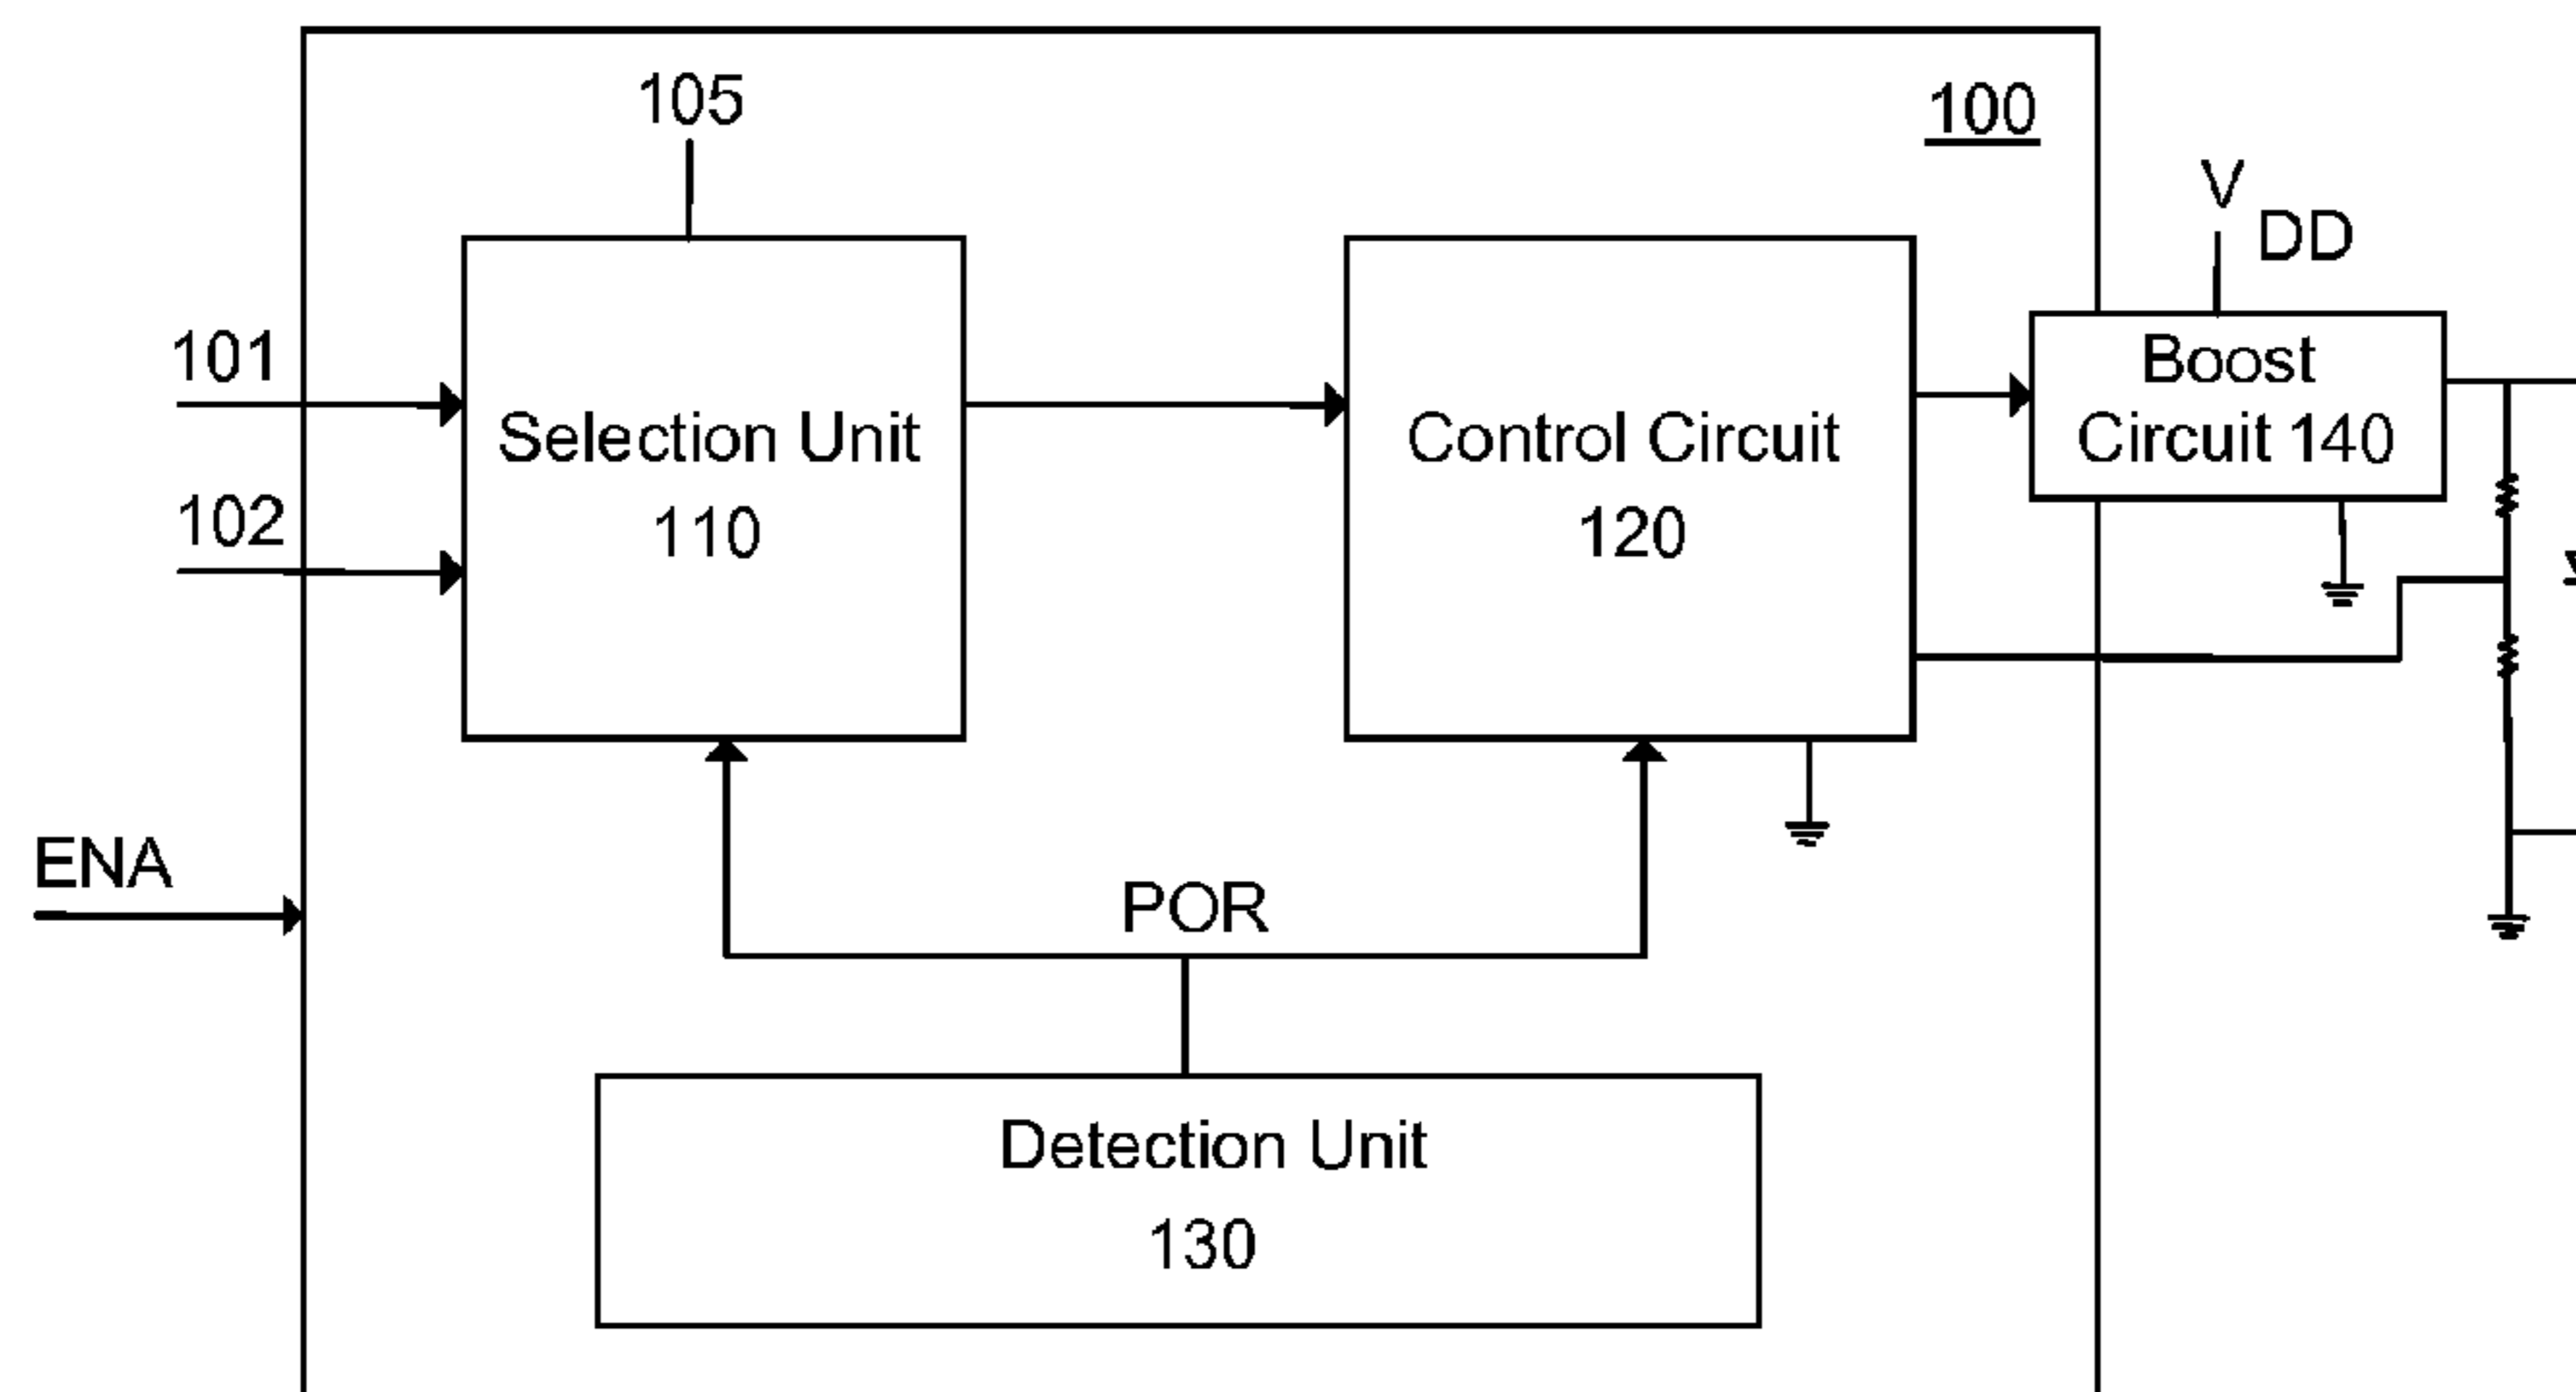 105
100
V
DD
101
Boost
Circuit 140
Selection Unit
110
Control Circuit
120
102
ENA
POR
Detection Unit
130